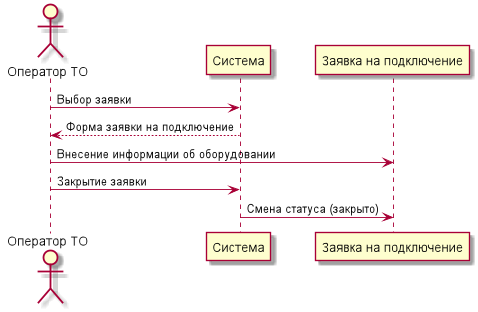 Оператор ТО
Система
Заявка на подключение
Выбор заявки
Форма заявки на подключение
Внесение информации об оборудовании
Закрытие заявки
Смена статуса (закрыто)
Оператор ТО
Система
Заявка на подключение